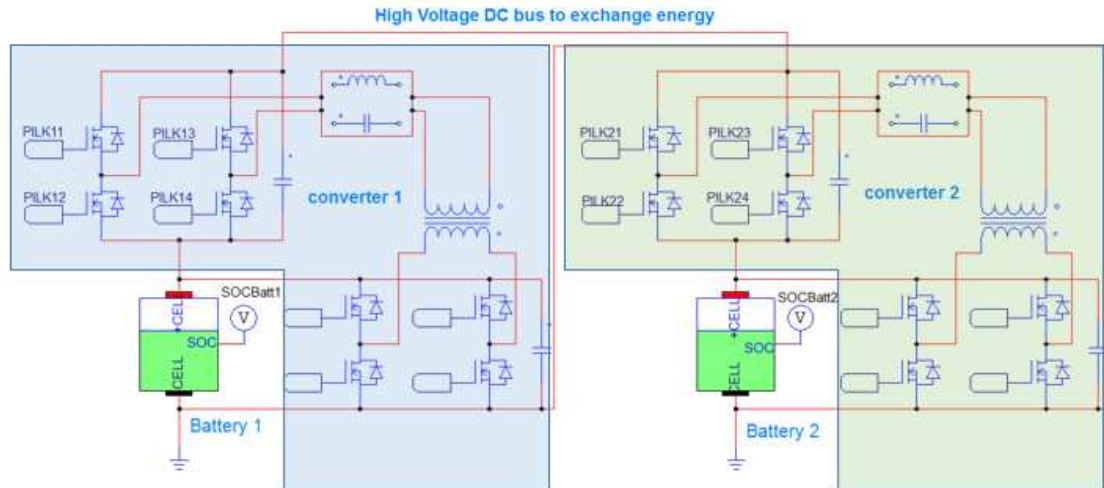 High Voltage DC bus to exchange energy
PILK11
PILK13
PILK12
PILK14
converter 1
PILK21
PILK23
PILK22
PILK24
converter 2
SOCBatt1
+CELL
V
SOC
CELL
Battery 1
SOCBatt2
+CELL
V
SOC
CELL
Battery 2